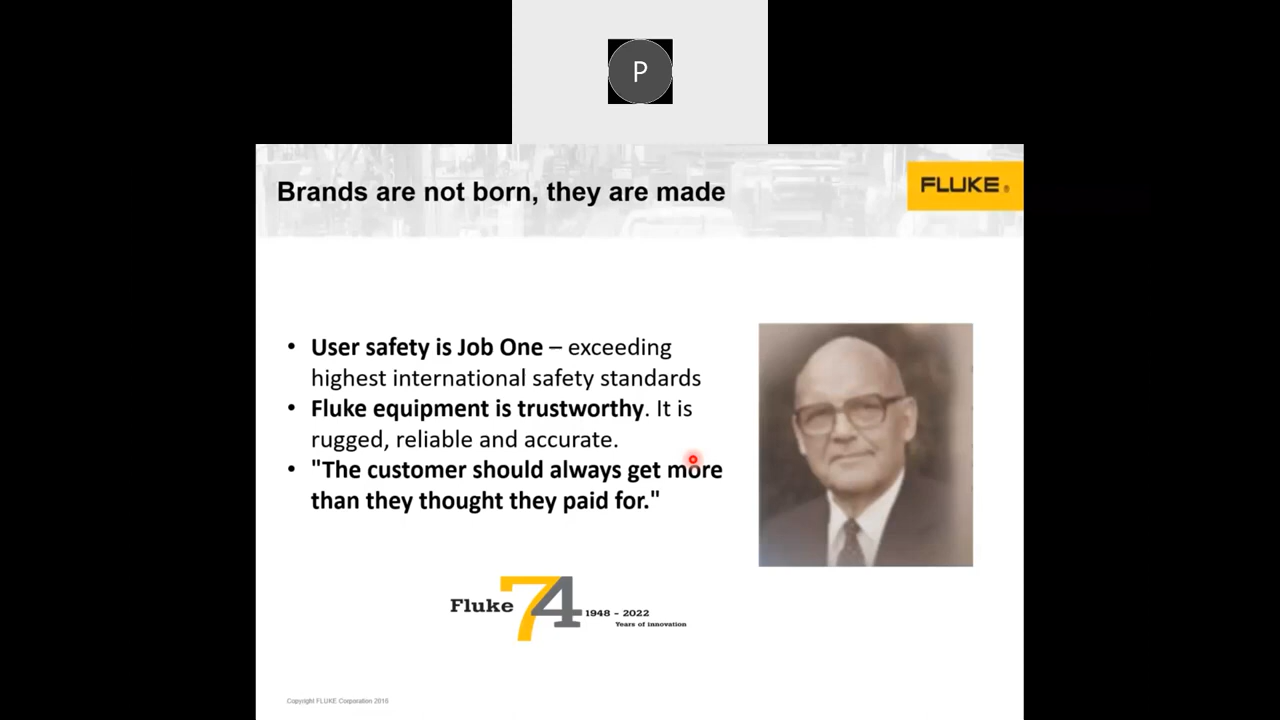 P
Brands are not born, they are made
FLUKE ®
• User safety is Job One – exceeding
highest international safety standards
• Fluke equipment is trustworthy. It is
rugged, reliable and accurate.
• "The customer should always get more
than they thought they paid for."
Fluke 74 1948 - 2022
Years of innovation
Copyright FLUKE Corporation 2018